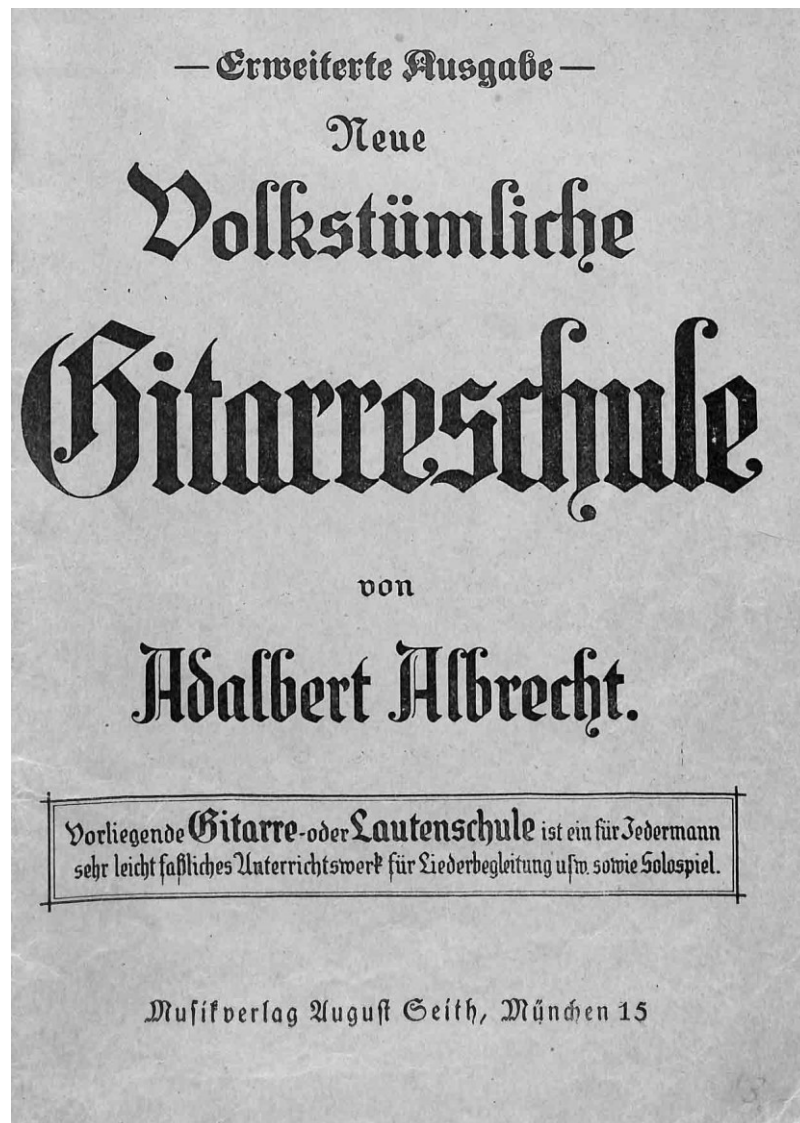 — Erweiterte Ausgabe —
Neue
Volkstümliche
Gitarreschule
von
Adalbert Albrecht.
Vorliegende Gitarre- oder Lautenschule ist ein für Jedermann
sehr leicht faßliches Unterrichtswerk für Liederbegleitung usw. sowie Solospiel.
Musikverlag August Seith, München 15